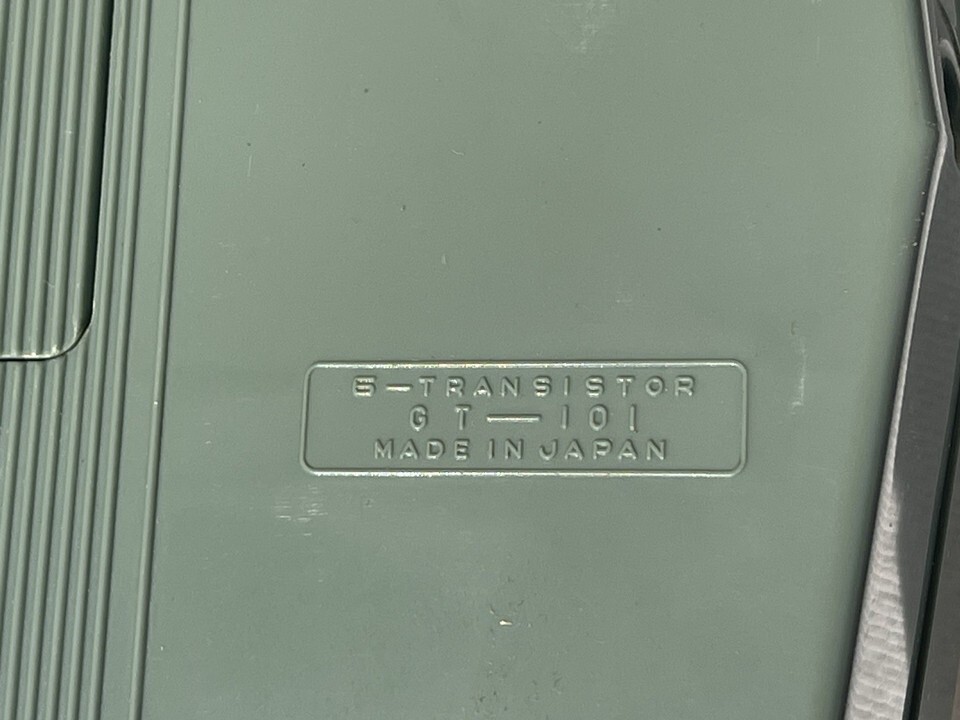 6-TRANSISTOR
GT-101
MADE IN JAPAN